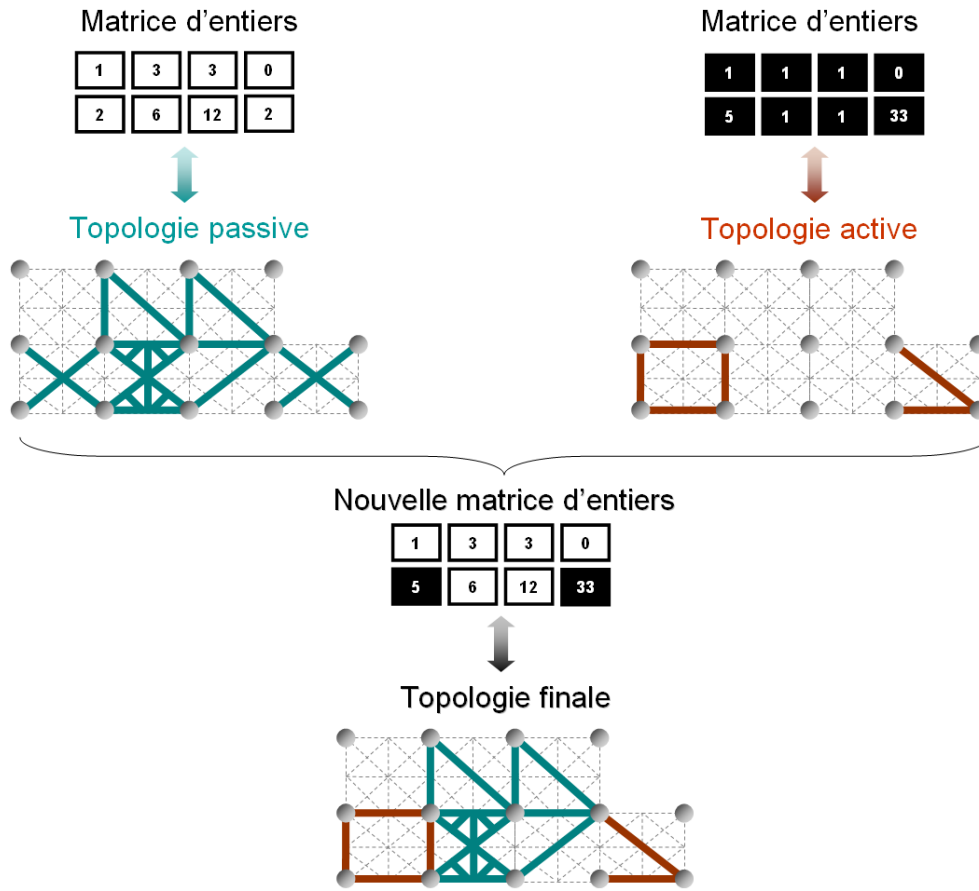 Matrice d'entiers
1 3 3 0
2 6 12 2
Topologie passive
Matrice d'entiers
1 1 1 0
5 1 1 33
Topologie active
Nouvelle matrice d'entiers
1 3 3 0
5 6 12 33
Topologie finale